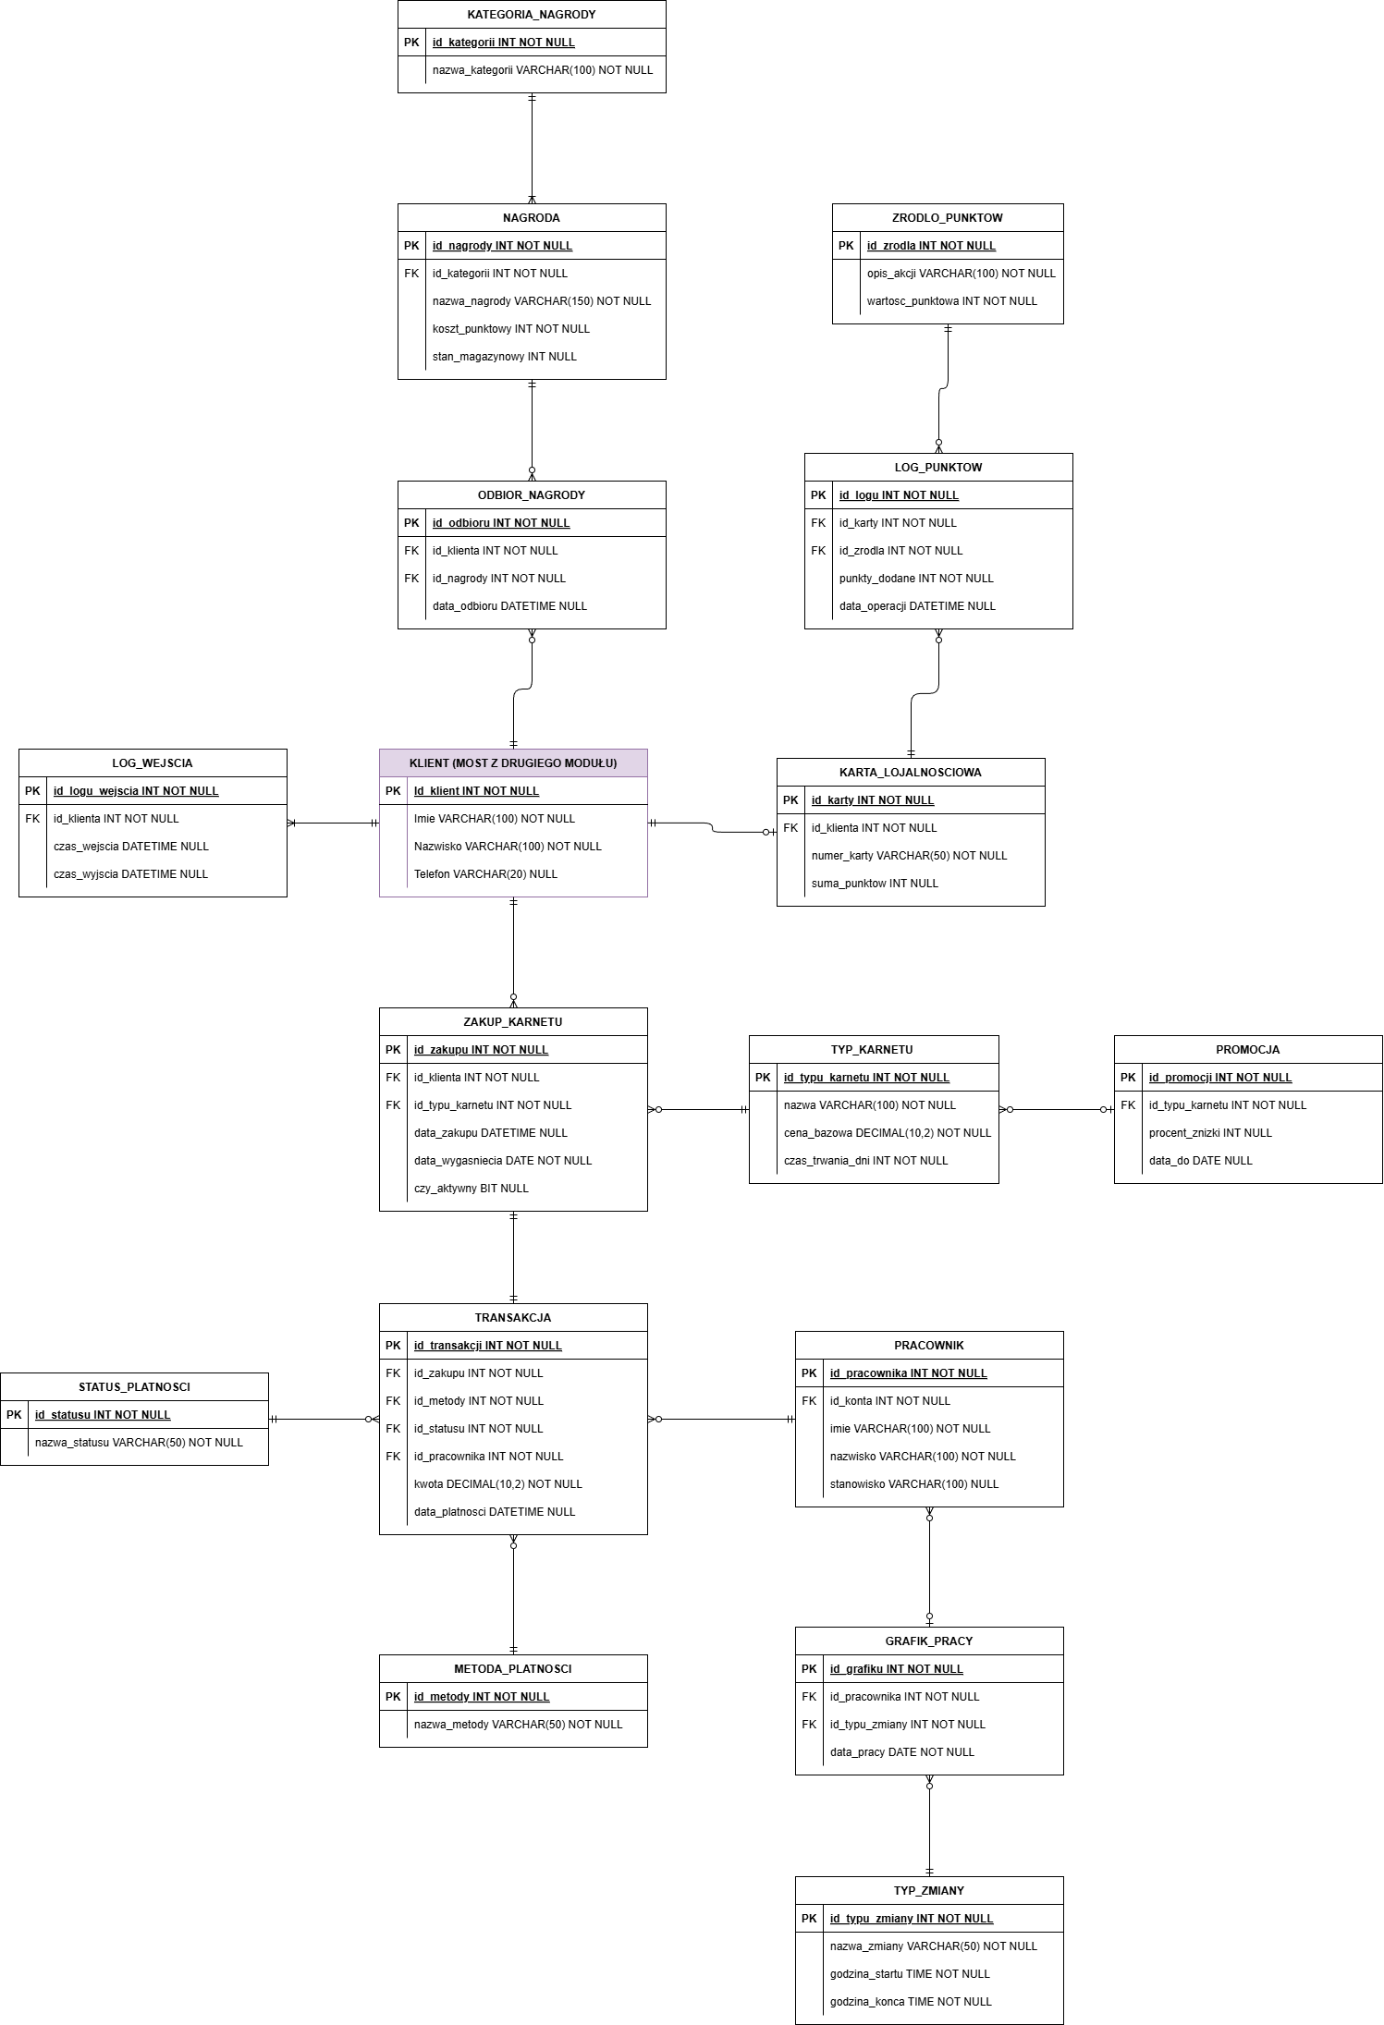 KATEGORIA_NAGRODY
PK id_kategorii INT NOT NULL
nazwa_kategorii VARCHAR(100) NOT NULL
NAGRODA
PK id_nagrody INT NOT NULL
FK id_kategorii INT NOT NULL
nazwa_nagrody VARCHAR(150) NOT NULL
koszt_punktowy INT NOT NULL
stan_magazynowy INT NULL
ZRODLO_PUNKTOW
PK id_zrodla INT NOT NULL
opis_akcji VARCHAR(100) NOT NULL
wartosc_punktowa INT NOT NULL
ODBIOR_NAGRODY
PK id_odbioru INT NOT NULL
FK id_klienta INT NOT NULL
FK id_nagrody INT NOT NULL
data_odbioru DATETIME NULL
LOG_PUNKTOW
PK id_logu INT NOT NULL
FK id_karty INT NOT NULL
FK id_zrodla INT NOT NULL
punkty_dodane INT NOT NULL
data_operacji DATETIME NULL
LOG_WEJSCIA
PK id_logu_wejscia INT NOT NULL
FK id_klienta INT NOT NULL
czas_wejscia DATETIME NULL
czas_wyjscia DATETIME NULL
KLIENT (MOST Z DRUGIEGO MODUŁU)
PK Id_klient INT NOT NULL
Imie VARCHAR(100) NOT NULL
Nazwisko VARCHAR(100) NOT NULL
Telefon VARCHAR(20) NULL
KARTA_LOJALNOSCIOWA
PK id_karty INT NOT NULL
FK id_klienta INT NOT NULL
numer_karty VARCHAR(50) NOT NULL
suma_punktow INT NULL
ZAKUP_KARNETU
PK id_zakupu INT NOT NULL
FK id_klienta INT NOT NULL
FK id_typu_karnetu INT NOT NULL
data_zakupu DATETIME NULL
data_wygasniecia DATE NOT NULL
czy_aktywny BIT NULL
TYP_KARNETU
PK id_typu_karnetu INT NOT NULL
nazwa VARCHAR(100) NOT NULL
cena_bazowa DECIMAL(10,2) NOT NULL
czas_trwania_dni INT NOT NULL
PROMOCJA
PK id_promocji INT NOT NULL
FK id_typu_karnetu INT NOT NULL
procent_znizki INT NULL
data_do DATE NULL
TRANSAKCJA
PK id_transakcji INT NOT NULL
FK id_zakupu INT NOT NULL
FK id_metody INT NOT NULL
FK id_statusu INT NOT NULL
FK id_pracownika INT NOT NULL
kwota DECIMAL(10,2) NOT NULL
data_platnosci DATETIME NULL
STATUS_PLATNOSCI
PK id_statusu INT NOT NULL
nazwa_statusu VARCHAR(50) NOT NULL
PRACOWNIK
PK id_pracownika INT NOT NULL
FK id_konta INT NOT NULL
imie VARCHAR(100) NOT NULL
nazwisko VARCHAR(100) NOT NULL
stanowisko VARCHAR(100) NULL
METODA_PLATNOSCI
PK id_metody INT NOT NULL
nazwa_metody VARCHAR(50) NOT NULL
GRAFIK_PRACY
PK id_grafiku INT NOT NULL
FK id_pracownika INT NOT NULL
FK id_typu_zmiany INT NOT NULL
data_pracy DATE NOT NULL
TYP_ZMIANY
PK id_typu_zmiany INT NOT NULL
nazwa_zmiany VARCHAR(50) NOT NULL
godzina_startu TIME NOT NULL
godzina_konca TIME NOT NULL